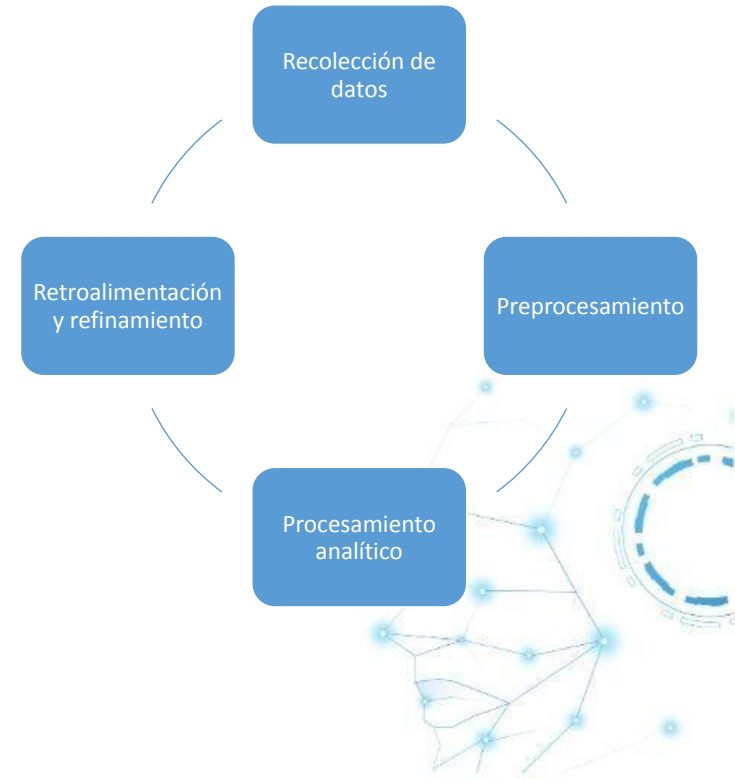 Recolección de
datos
Preprocesamiento
Procesamiento
analítico
Retroalimentación
y refinamiento